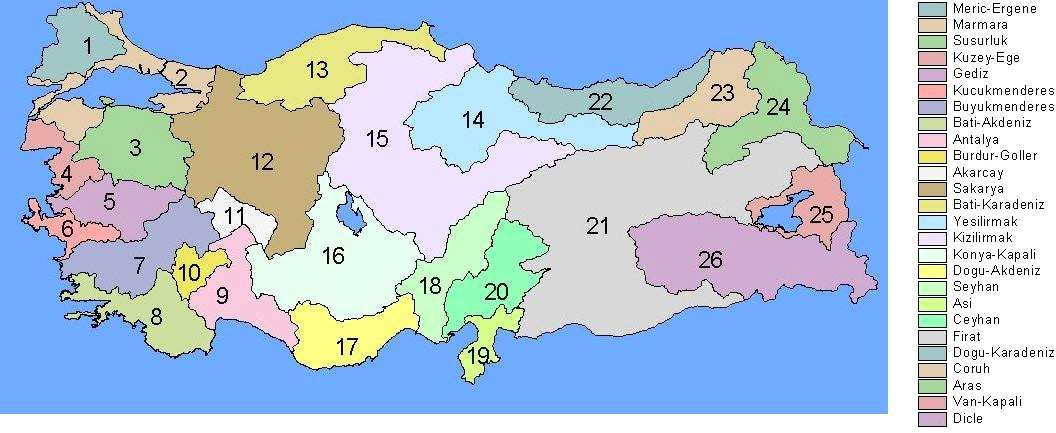 1
2
3
4
5
6
7
8
9
10
11
12
13
14
15
16
17
18
19
20
21
22
23
24
25
26
Meric-Ergene
Marmara
Susurluk
Kuzey-Ege
Gediz
Kucukmenderes
Buyukmenderes
Bati-Akdeniz
Antalya
Burdur-Goller
Akarcay
Sakarya
Bati-Karadeniz
Yesilirmak
Kizilirmak
Konya-Kapali
Dogu-Akdeniz
Seyhan
Asi
Ceyhan
Firat
Dogu-Karadeniz
Coruh
Aras
Van-Kapali
Dicle